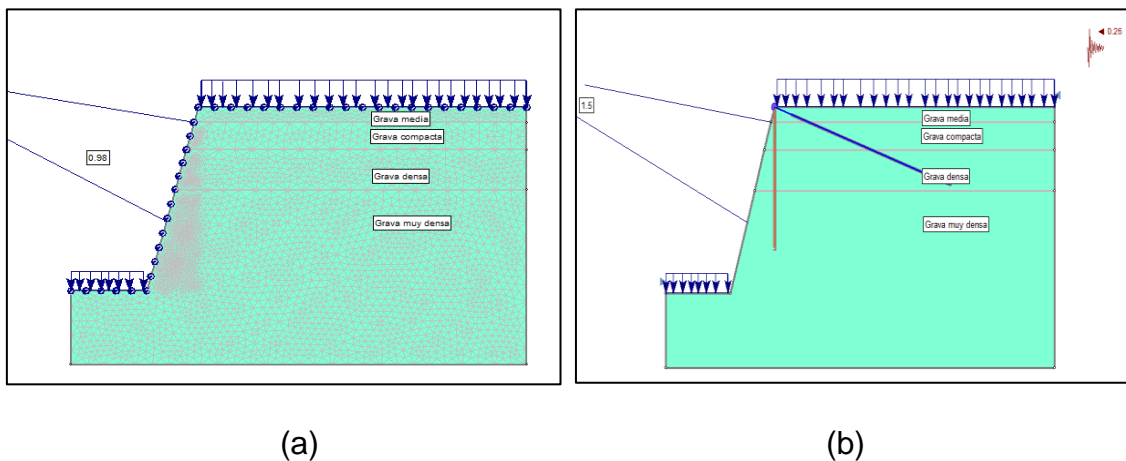 0.98
Grava media
Grava compacta
Grava densa
Grava muy densa
0.26
1.5
Grava media
Grava compacta
Grava densa
Grava muy densa
(a)
(b)